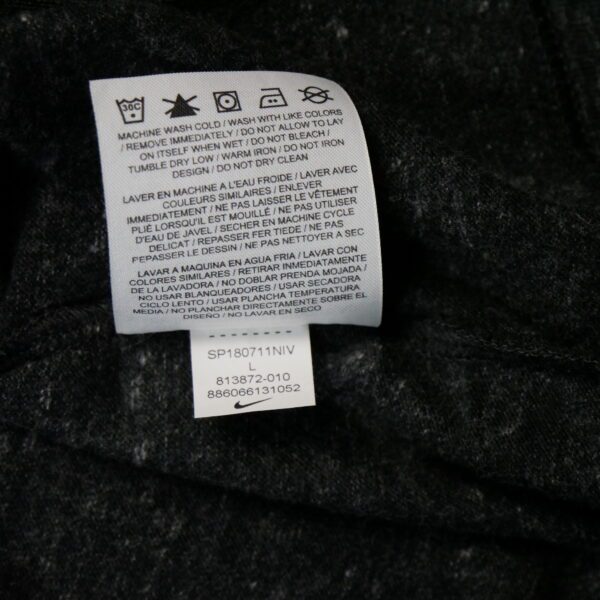 30C
MACHINE WASH COLD / WASH WITH LIKE COLORS
/ REMOVE IMMEDIATELY / DO NOT ALLOW TO LAY
ON ITSELF WHEN WET / DO NOT BLEACH /
TUMBLE DRY LOW / WARM IRON / DO NOT IRON
DESIGN / DO NOT DRY CLEAN
LAVER EN MACHINE A L'EAU FROIDE / LAVER AVEC
COULEURS SIMILAIRES / ENLEVER
IMMEDIATEMENT / NE PAS LAISSER LE VÊTEMENT
PLIÉ LORSQU'IL EST MOUILLÉ / NE PAS UTILISER
D'EAU DE JAVEL / SECHER EN MACHINE CYCLE
DELICAT / REPASSER FER TIEDE / NE PAS
REPASSER LE DESSIN / NE PAS NETTOYER A SEC
LAVAR A MAQUINA EN AGUA FRIA / LAVAR CON
COLORES SIMILARES / RETIRAR INMEDIATAMENTE
DE LA LAVADORA / NO DOBLAR PRENDA MOJADA /
NO USAR BLANQUEADORES / USAR SECADORA
CICLO LENTO / USAR PLANCHA TEMPERATURA
MEDIA / NO PLANCHAR DIRECTAMENTE SOBRE EL
DISEÑO / NO LAVAR EN SECO
SP180711NIV
L
813872-010
886066131052